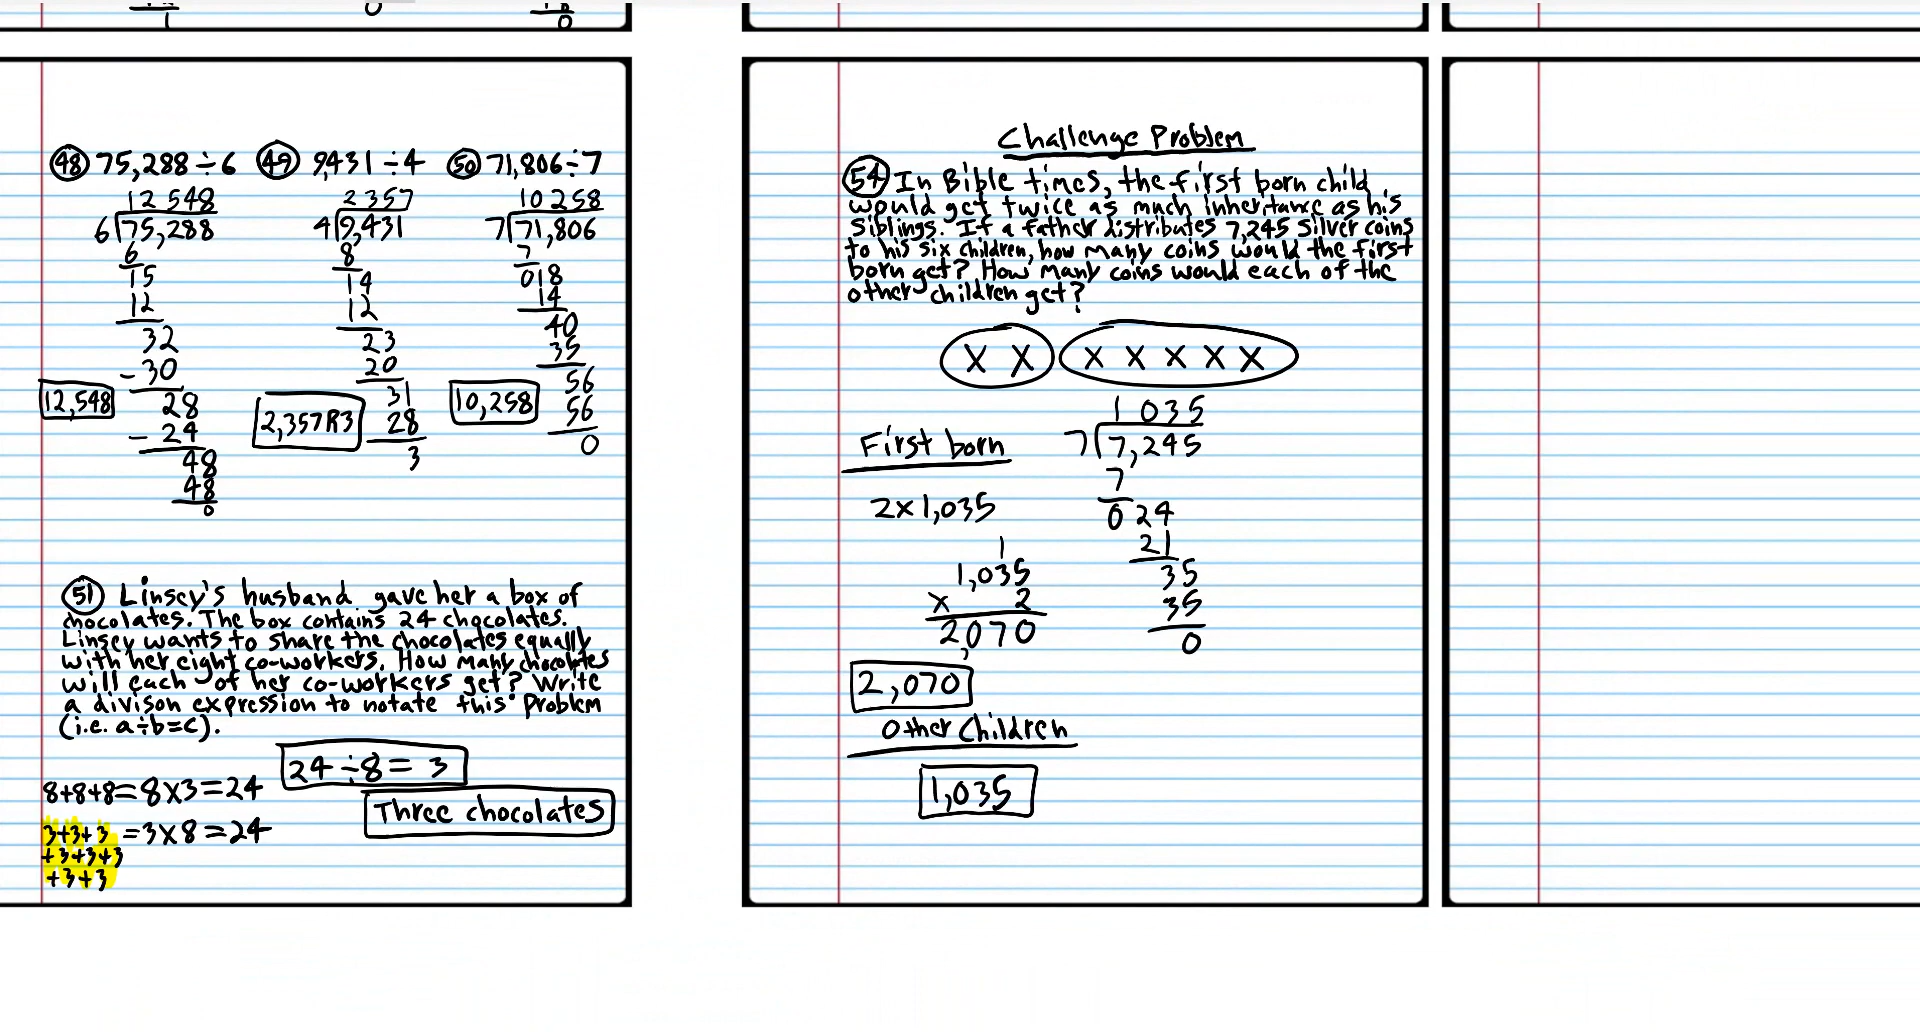 1
0
0
48 75,288 ÷ 6
12 548
6 75,288
6
15
12
32
- 30
28
- 24
48
48
0
12,548
49 9,431 ÷ 4
2357
4 9,431
8
14
12
23
20
31
28
3
2,357 R3
50 71,806 ÷ 7
10 258
7 71,806
7
018
14
40
35
56
56
0
10,258
51 Linsey's husband gave her a box of
chocolates. The box contains 24 chocolates.
Linsey wants to share the chocolates equally
with her eight co-workers. How many chocolates
will each of her co-workers get? Write
a divison expression to notate this problem
(i.e. a÷b=c).
24 ÷ 8 = 3
8+8+8=8x3=24
Three chocolates
3+3+3 =3x8=24
+3+3+3
+3+3
Challenge Problem
54 In Bible times, the first born child
would get twice as much inheritance as his
siblings. If a father distributes 7,245 silver coins
to his six children, how many coins would the first
born get? How many coins would each of the
other children get?
X X X X X X X
1 035
7 7,245
7
0 24
21
35
35
0
First born
2x1,035
1
1,035
x 2
2,070
2,070
Other Children
1,035